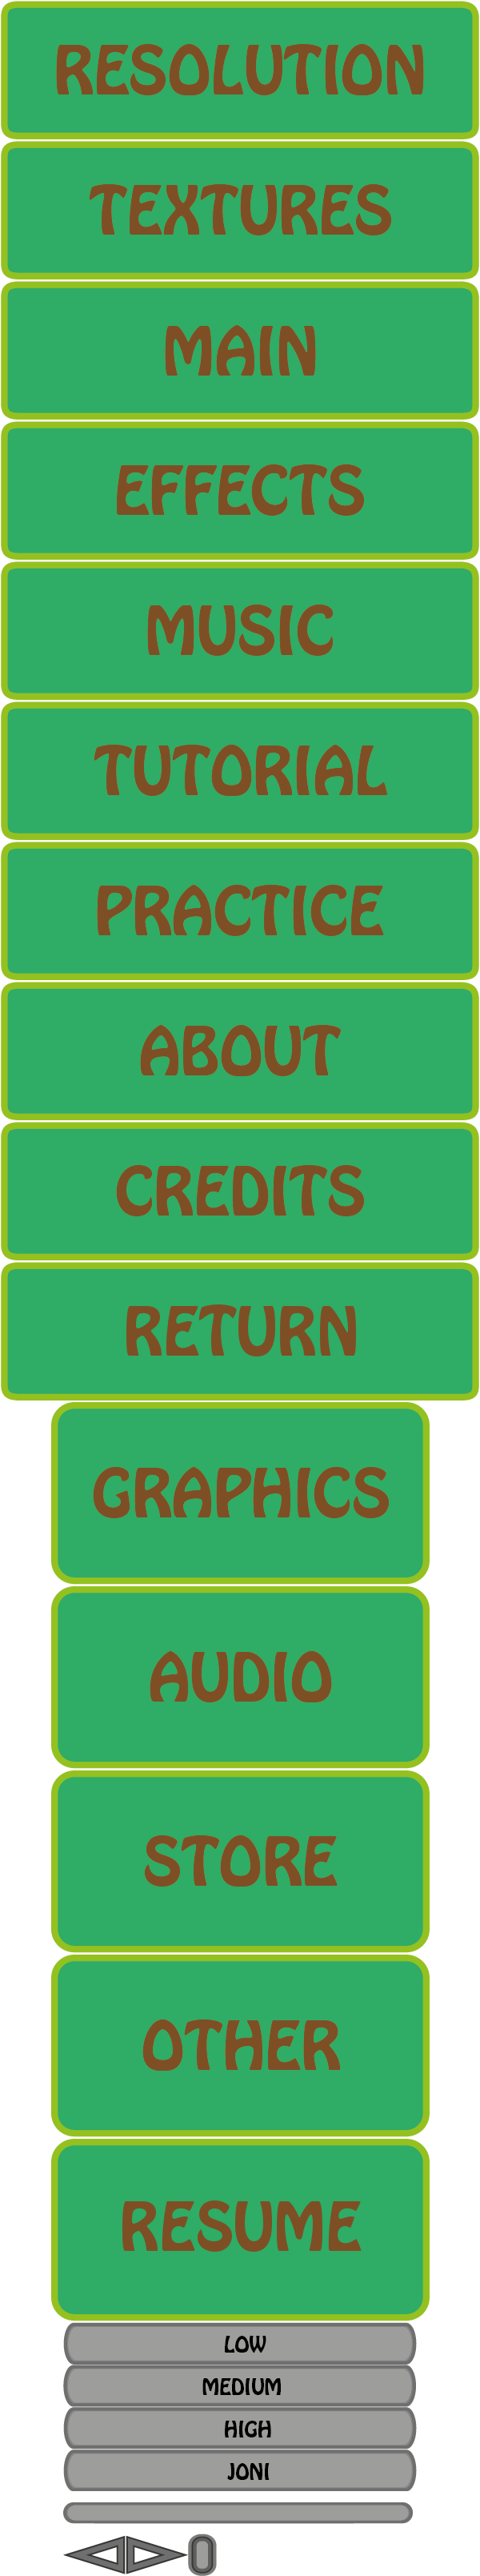 RESOLUTION
TEXTURES
MAIN
EFFECTS
MUSIC
TUTORIAL
PRACTICE
ABOUT
CREDITS
RETURN
GRAPHICS
AUDIO
STORE
OTHER
RESUME
LOW
MEDIUM
HIGH
JONI